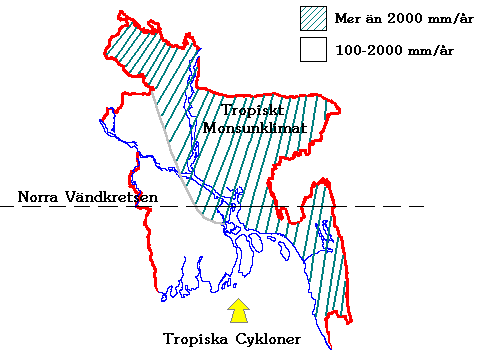 Mer än 2000 mm/år
100-2000 mm/år
Tropiskt
Monsunklimat
Norra Vändkretsen
Tropiska Cykloner